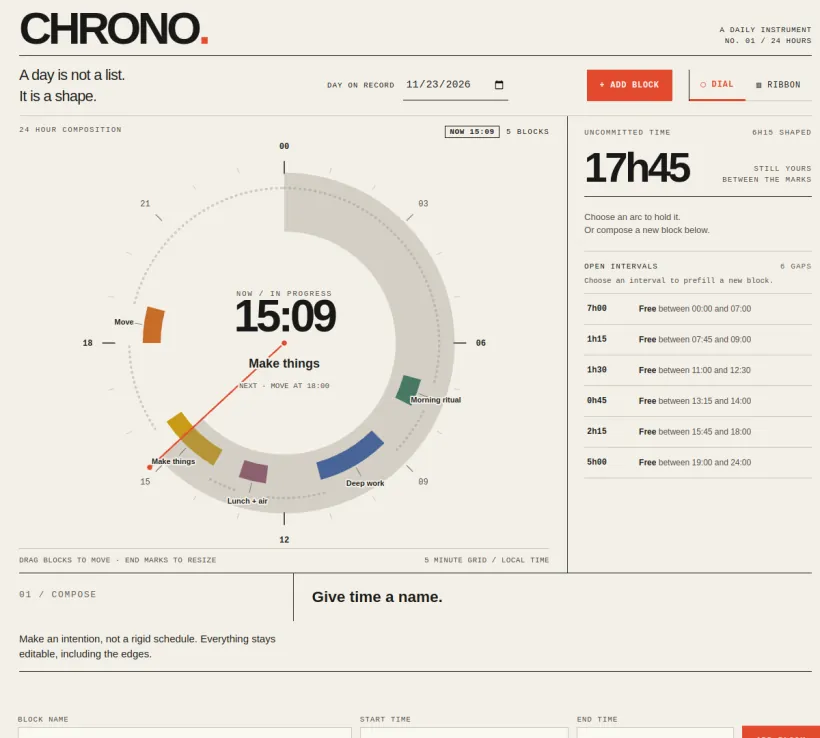 CHRONO.
A DAILY INSTRUMENT
NO. 01 / 24 HOURS
A day is not a list.
It is a shape.
DAY ON RECORD 11/23/2026
+ ADD BLOCK
○ DIAL
▥ RIBBON
24 HOUR COMPOSITION
NOW 15:09 5 BLOCKS
00
21
03
NOW / IN PROGRESS
15:09
Make things
NEXT · MOVE AT 18:00
Move
18
06
Morning ritual
Make things
15
Deep work
09
Lunch + air
12
DRAG BLOCKS TO MOVE · END MARKS TO RESIZE
5 MINUTE GRID / LOCAL TIME
UNCOMMITTED TIME
6H15 SHAPED
17h45
STILL YOURS
BETWEEN THE MARKS
Choose an arc to hold it.
Or compose a new block below.
OPEN INTERVALS
6 GAPS
Choose an interval to prefill a new block.
7h00 Free between 00:00 and 07:00
1h15 Free between 07:45 and 09:00
1h30 Free between 11:00 and 12:30
0h45 Free between 13:15 and 14:00
2h15 Free between 15:45 and 18:00
5h00 Free between 19:00 and 24:00
01 / COMPOSE
Give time a name.
Make an intention, not a rigid schedule. Everything stays
editable, including the edges.
BLOCK NAME
START TIME
END TIME